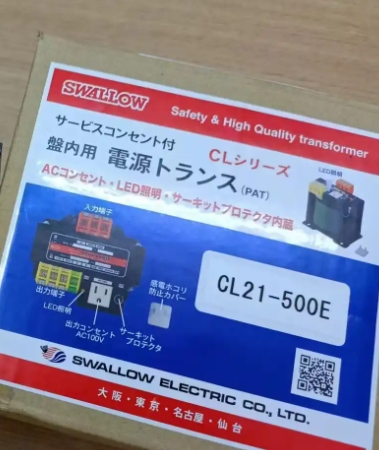 SWALLOW
Safety & High Quality transformer
サービスコンセント付
CLシリーズ
盤内用 電源トランス(PAT)
ACコンセント・LED照明・サーキットプロテクタ内蔵
LED照明
入力端子
感電ホコリ
防止カバー
CL21-500E
出力端子
LED照明
出力コンセント
AC100V
サーキット
プロテクタ
SWALLOW ELECTRIC CO., LTD.
大阪・東京・名古屋・仙台